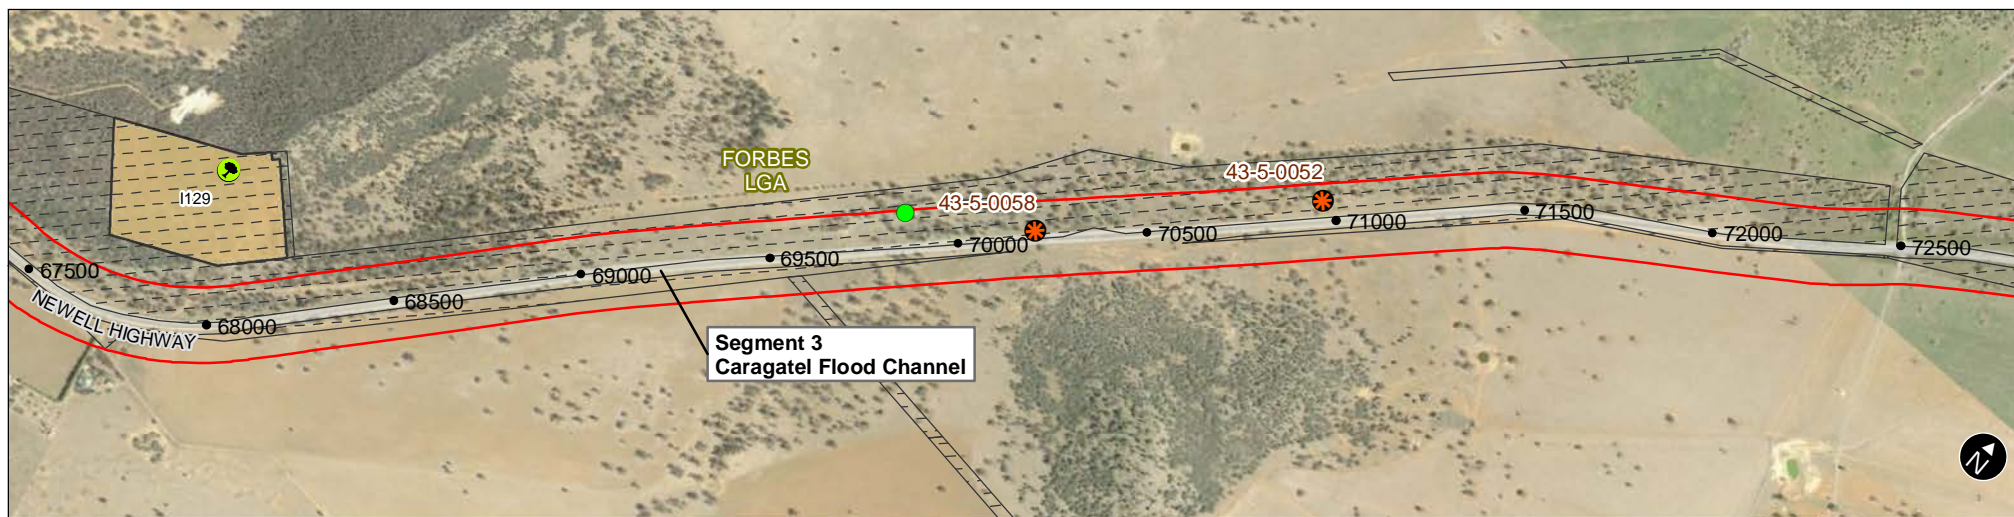 FORBES
LGA
43-5-0052
I129
43-5-0058
67500
68000
68500
69000
69500
70000
70500
71000
71500
72000
72500
NEWELL HIGHWAY
Segment 3
Caragatel Flood Channel
N